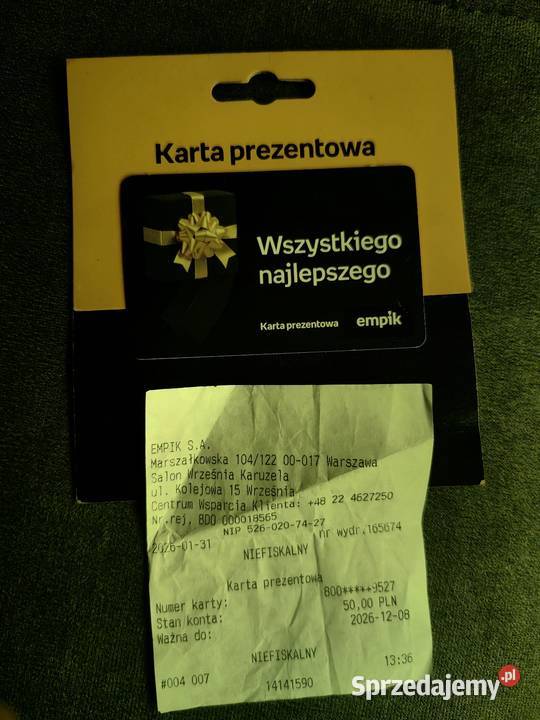 Karta prezentowa
Wszystkiego
najlepszego
Karta prezentowa empik
EMPIK S.A.
Marszałkowska 104/122 00-017 Warszawa
Salon Września Karuzela
ul. Kolejowa 15 Września
Centrum Wsparcia Klienta: +48 22 4627250
Nr.rej. BDO 000018565
NIP 526-020-74-27
2026-01-31 nr wydr.165674
NIEFISKALNY
Karta prezentowa
Numer karty: 800*****9527
Stan konta: 50,00 PLN
Ważna do: 2026-12-08
NIEFISKALNY
#004 007 13:36
14141590
Sprzedajemy.pl